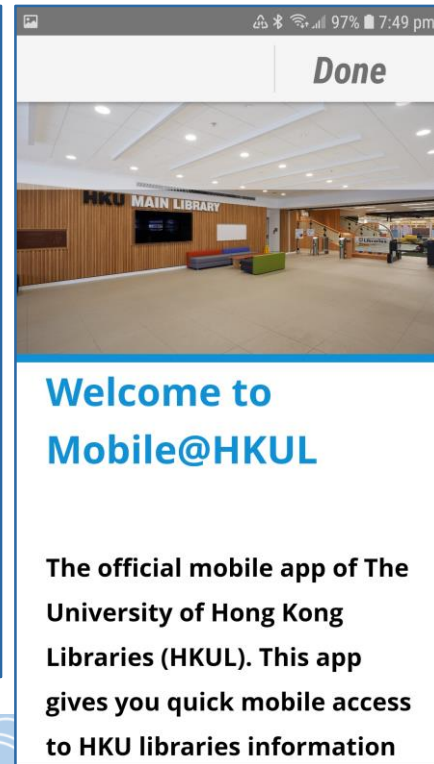 97% 7:49 pm
Done
HKU MAIN LIBRARY
Welcome to
Mobile@HKUL
The official mobile app of The
University of Hong Kong
Libraries (HKUL). This app
gives you quick mobile access
to HKU libraries information